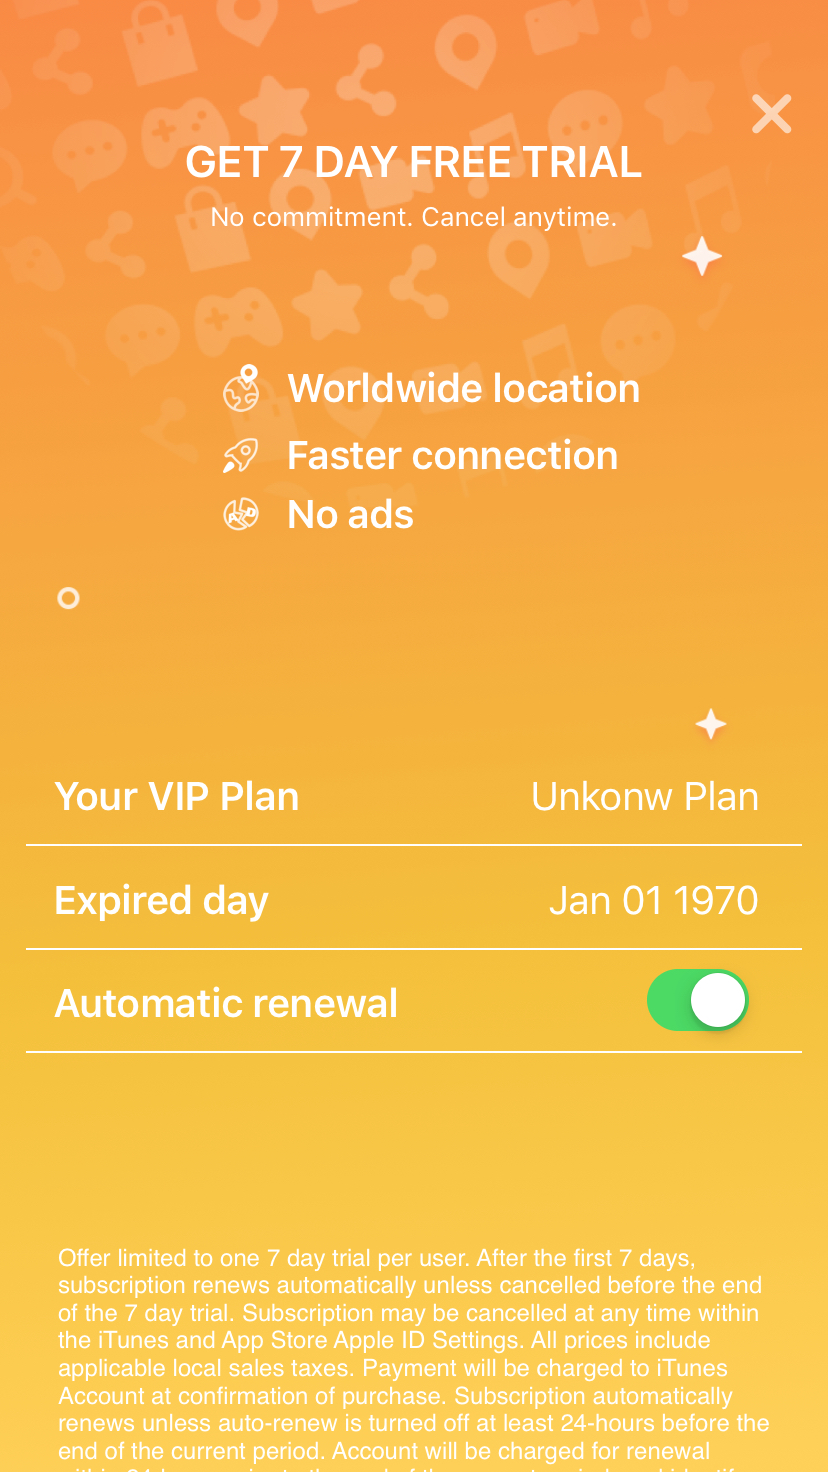 GET 7 DAY FREE TRIAL
No commitment. Cancel anytime.
Worldwide location
Faster connection
No ads
Your VIP Plan
Unkonw Plan
Expired day
Jan 01 1970
Automatic renewal
Offer limited to one 7 day trial per user. After the first 7 days,
subscription renews automatically unless cancelled before the end
of the 7 day trial. Subscription may be cancelled at any time within
the iTunes and App Store Apple ID Settings. All prices include
applicable local sales taxes. Payment will be charged to iTunes
Account at confirmation of purchase. Subscription automatically
renews unless auto-renew is turned off at least 24-hours before the
end of the current period. Account will be charged for renewal